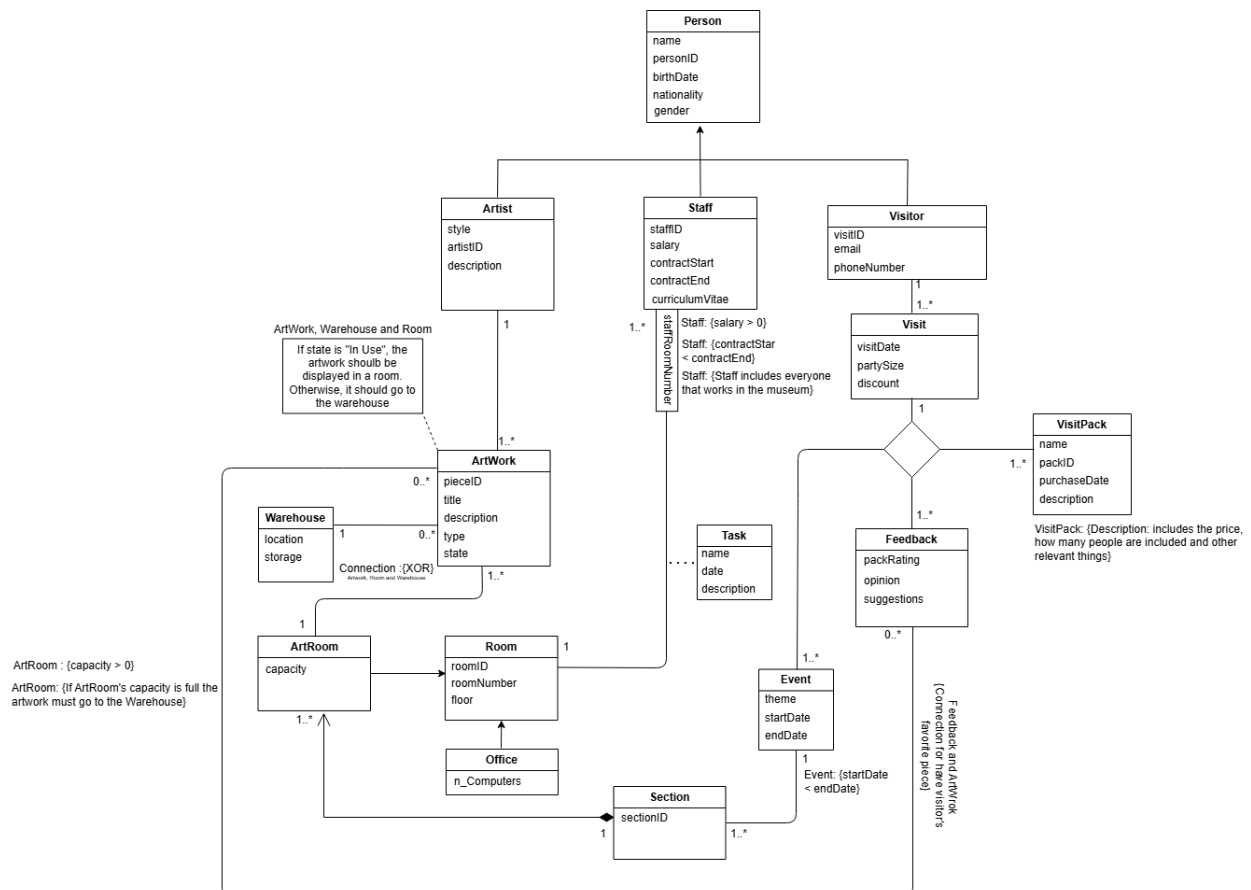 Person
name
personID
birthDate
nationality
gender
Artist
style
artistID
description
Staff
staffID
salary
contractStart
contractEnd
curriculumVitae
Visitor
visitID
email
phoneNumber
1
1..*
Visit
visitDate
partySize
discount
1
1
1..*
staffRoomNumber
Staff: {salary > 0}
Staff: {contractStar
< contractEnd}
Staff: {Staff includes everyone
that works in the museum}
ArtWork, Warehouse and Room
If state is "In Use", the
artwork shoulb be
displayed in a room.
Otherwise, it should go to
the warehouse
1..*
ArtWork
pieceID
title
description
type
state
0..*
Warehouse
location
storage
1
0..*
Connection :{XOR}
Artwork, Room and Warehouse
1..*
VisitPack
name
packID
purchaseDate
description
1..*
VisitPack: {Description: includes the price,
how many people are included and other
relevant things}
1..*
Feedback
packRating
opinion
suggestions
0..*
Task
name
date
description
1
ArtRoom
capacity
1..*
Room
roomID
roomNumber
floor
1
ArtRoom : {capacity > 0}
ArtRoom: {If ArtRoom's capacity is full the
artwork must go to the Warehouse}
Office
n_Computers
1..*
Event
theme
startDate
endDate
1
Event: {startDate
< endDate}
Feedback and ArtWrok
{Connection for have visitor's
favorite piece}
Section
sectionID
1
1..*